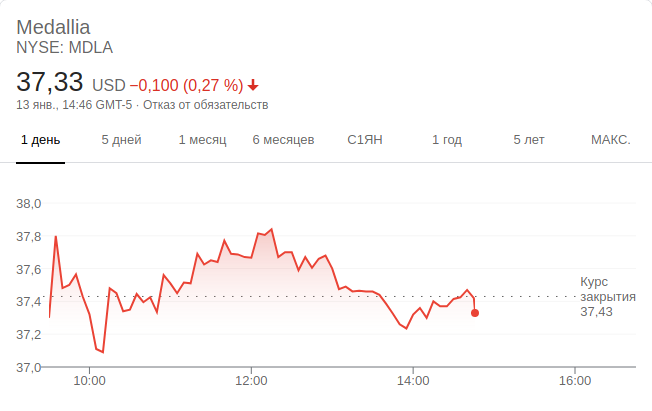 Medallia
NYSE: MDLA
37,33 USD −0,100 (0,27 %)
13 янв., 14:46 GMT-5 · Отказ от обязательств
1 день 5 дней 1 месяц 6 месяцев С1ЯН 1 год 5 лет МАКС.
38,0
37,8
37,6
37,4
37,2
37,0
Курс
закрытия
37,43
10:00 12:00 14:00 16:00